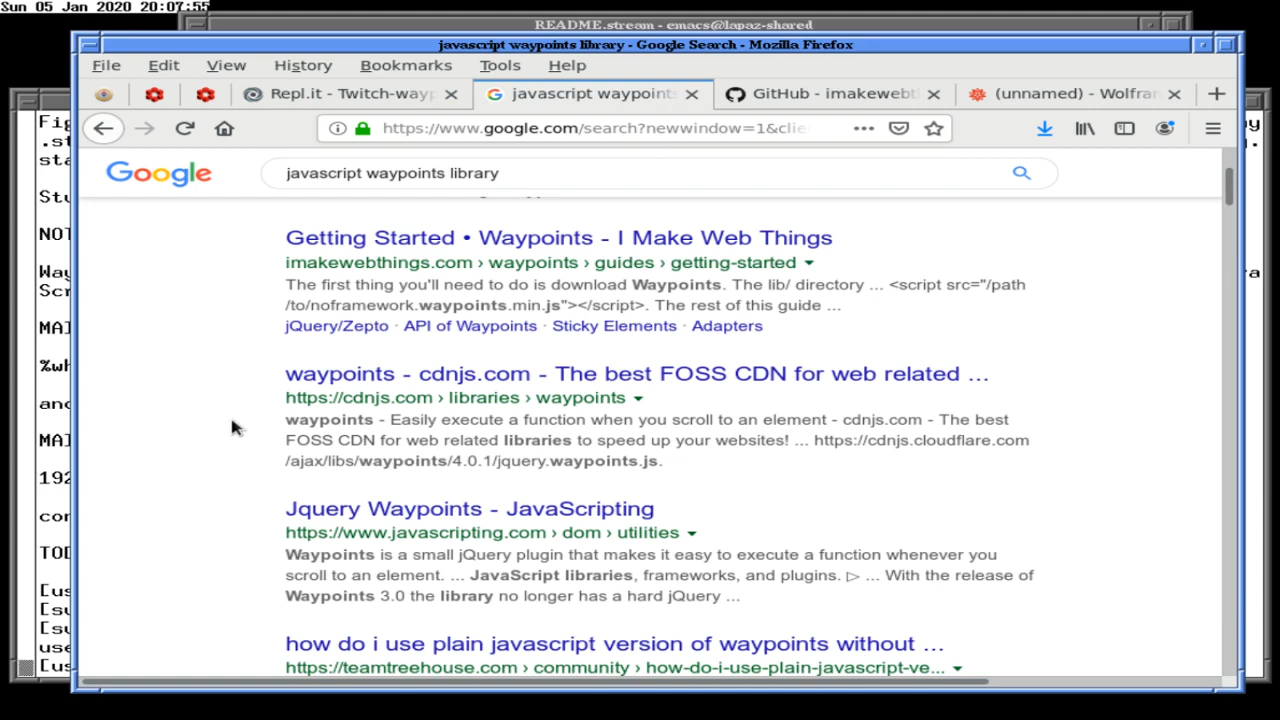 Sun 05 Jan 2020 20:07:55
README.stream - emacs@lapaz-shared
javascript waypoints library - Google Search - Mozilla Firefox
File Edit View History Bookmarks Tools Help
Repl.it - Twitch-wayp
javascript waypoints
GitHub - imakewebt
(unnamed) - Wolfram
https://www.google.com/search?newwindow=1&clie
Google
javascript waypoints library
Getting Started • Waypoints - I Make Web Things
imakewebthings.com › waypoints › guides › getting-started
The first thing you'll need to do is download Waypoints. The lib/ directory ... <script src="/path
/to/noframework.waypoints.min.js"></script>. The rest of this guide ...
jQuery/Zepto · API of Waypoints · Sticky Elements · Adapters
waypoints - cdnjs.com - The best FOSS CDN for web related ...
https://cdnjs.com › libraries › waypoints
waypoints - Easily execute a function when you scroll to an element - cdnjs.com - The best
FOSS CDN for web related libraries to speed up your websites! ... https://cdnjs.cloudflare.com
/ajax/libs/waypoints/4.0.1/jquery.waypoints.js.
Jquery Waypoints - JavaScripting
https://www.javascripting.com › dom › utilities
Waypoints is a small jQuery plugin that makes it easy to execute a function whenever you
scroll to an element. ... JavaScript libraries, frameworks, and plugins. ▷ ... With the release of
Waypoints 3.0 the library no longer has a hard jQuery ...
how do i use plain javascript version of waypoints without ...
https://teamtreehouse.com › community › how-do-i-use-plain-javascript-ve...
Fig
.st
sta
Stu
NOT
Way
Scr
MA]
%wh
and
MA]
192
cor
TOD
[us
[su
[su
use
[us